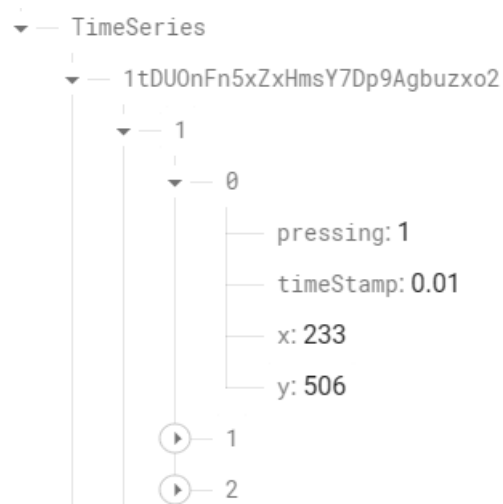 TimeSeries
1tDUOnFn5xZxHmsY7Dp9Agbuzxo2
1
0
pressing: 1
timeStamp: 0.01
x: 233
y: 506
1
2